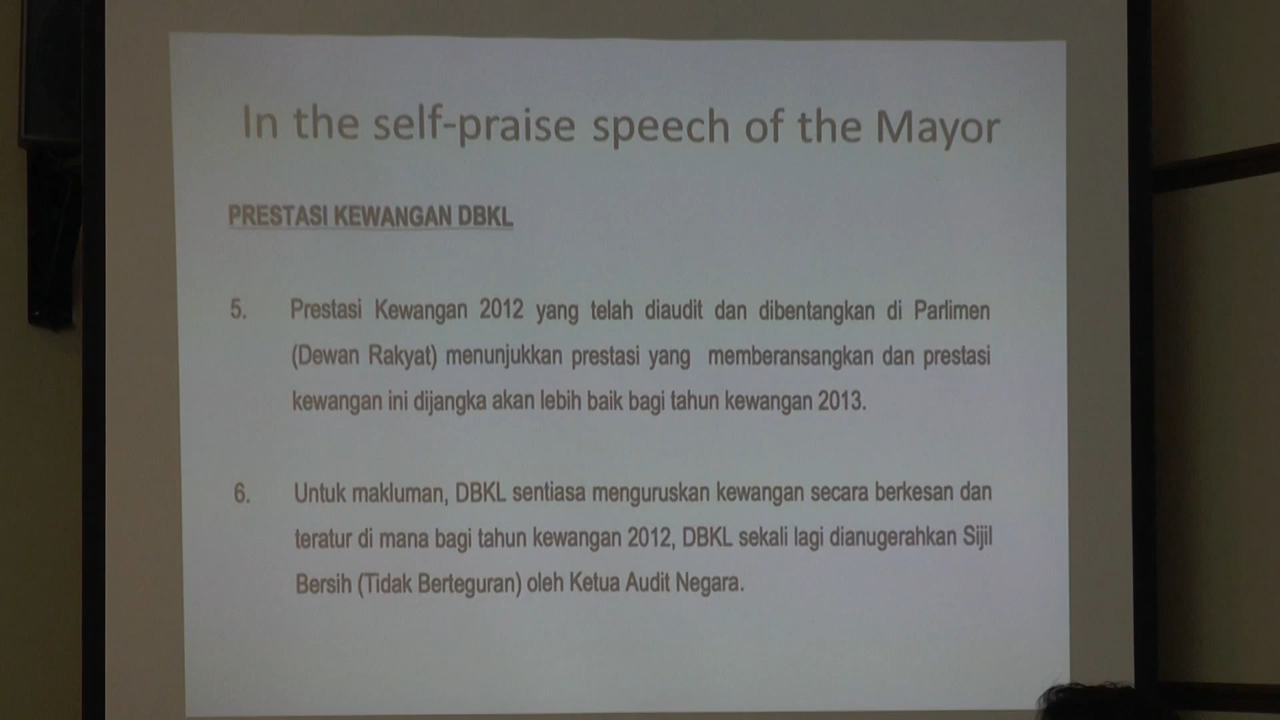 In the self-praise speech of the Mayor
PRESTASI KEWANGAN DBKL
5. Prestasi Kewangan 2012 yang telah diaudit dan dibentangkan di Parlimen
(Dewan Rakyat) menunjukkan prestasi yang memberansangkan dan prestasi
kewangan ini dijangka akan lebih baik bagi tahun kewangan 2013.
6. Untuk makluman, DBKL sentiasa menguruskan kewangan secara berkesan dan
teratur di mana bagi tahun kewangan 2012, DBKL sekali lagi dianugerahkan Sijil
Bersih (Tidak Berteguran) oleh Ketua Audit Negara.